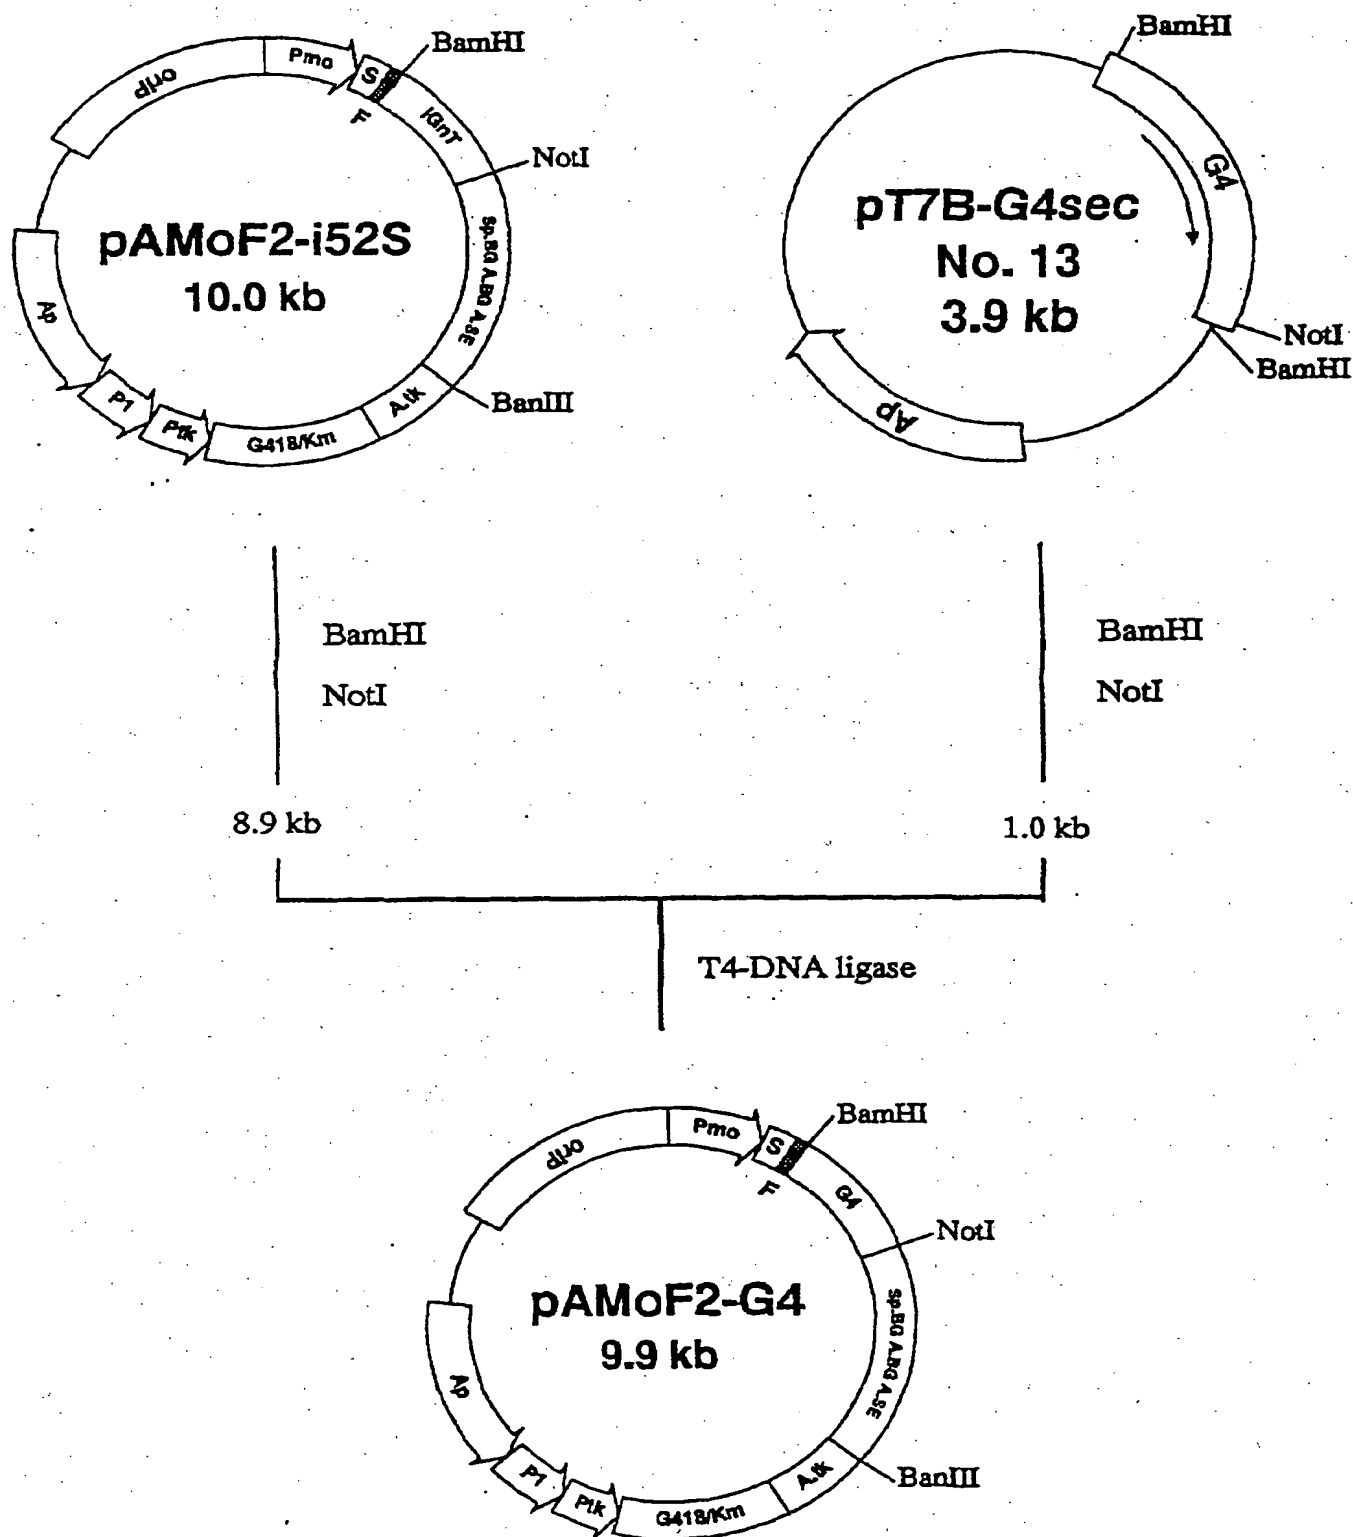 BamHI
oriP
Pmo
S
F
iGnT
NotI
pAMoF2-i52S
10.0 kb
Sp.BG A.BG A.SE
Ap
P1
Ptk
G418/Km
A.tk
BanIII
BamHI
G4
pT7B-G4sec
No. 13
3.9 kb
NotI
BamHI
Ap
BamHI
NotI
BamHI
NotI
8.9 kb
1.0 kb
T4-DNA ligase
BamHI
oriP
Pmo
S
F
G4
NotI
pAMoF2-G4
9.9 kb
Sp.BG A.BG A.SE
Ap
P1
Ptk
G418/Km
A.tk
BanIII